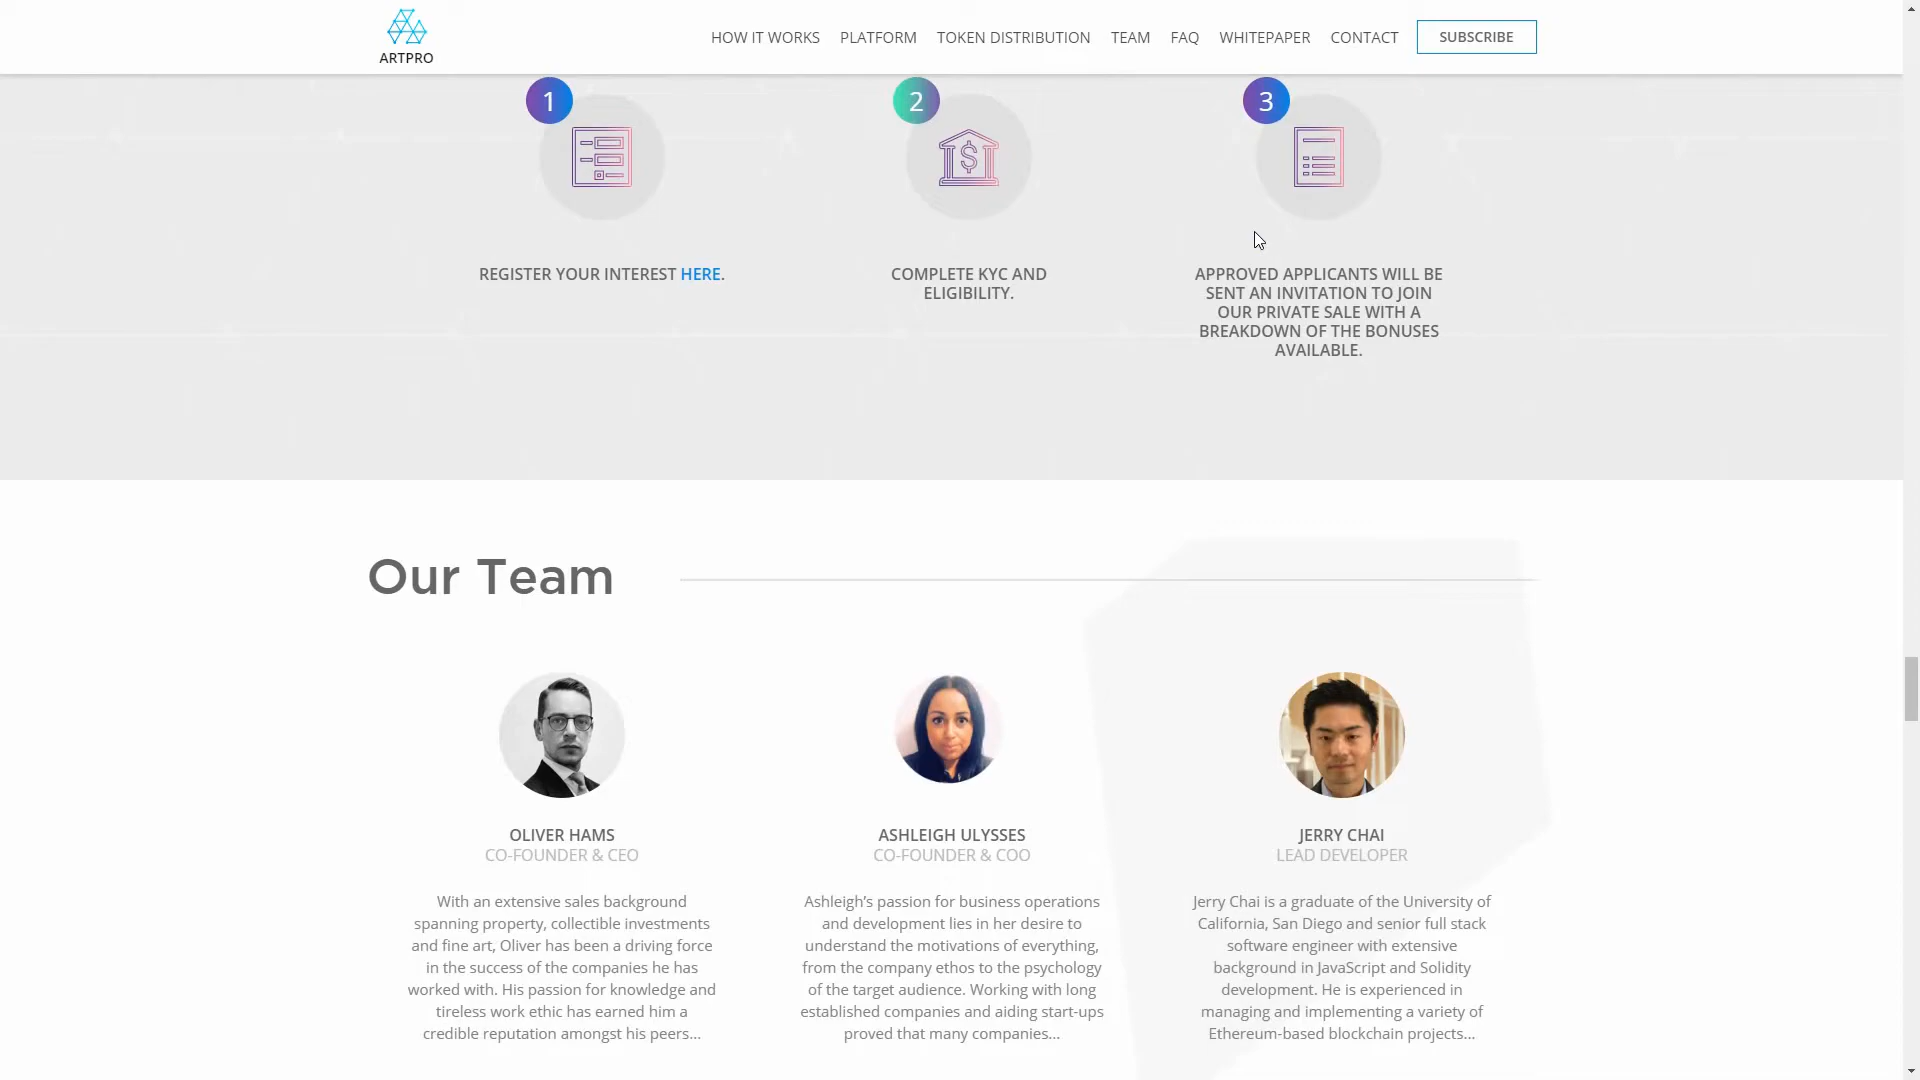 ARTPRO
HOW IT WORKS PLATFORM TOKEN DISTRIBUTION TEAM FAQ WHITEPAPER CONTACT SUBSCRIBE
1
2
3
REGISTER YOUR INTEREST HERE.
COMPLETE KYC AND
ELIGIBILITY.
APPROVED APPLICANTS WILL BE
SENT AN INVITATION TO JOIN
OUR PRIVATE SALE WITH A
BREAKDOWN OF THE BONUSES
AVAILABLE.
Our Team
OLIVER HAMS
CO-FOUNDER & CEO
With an extensive sales background
spanning property, collectible investments
and fine art, Oliver has been a driving force
in the success of the companies he has
worked with. His passion for knowledge and
tireless work ethic has earned him a
credible reputation amongst his peers...
ASHLEIGH ULYSSES
CO-FOUNDER & COO
Ashleigh's passion for business operations
and development lies in her desire to
understand the motivations of everything,
from the company ethos to the psychology
of the target audience. Working with long
established companies and aiding start-ups
proved that many companies...
JERRY CHAI
LEAD DEVELOPER
Jerry Chai is a graduate of the University of
California, San Diego and senior full stack
software engineer with extensive
background in JavaScript and Solidity
development. He is experienced in
managing and implementing a variety of
Ethereum-based blockchain projects...